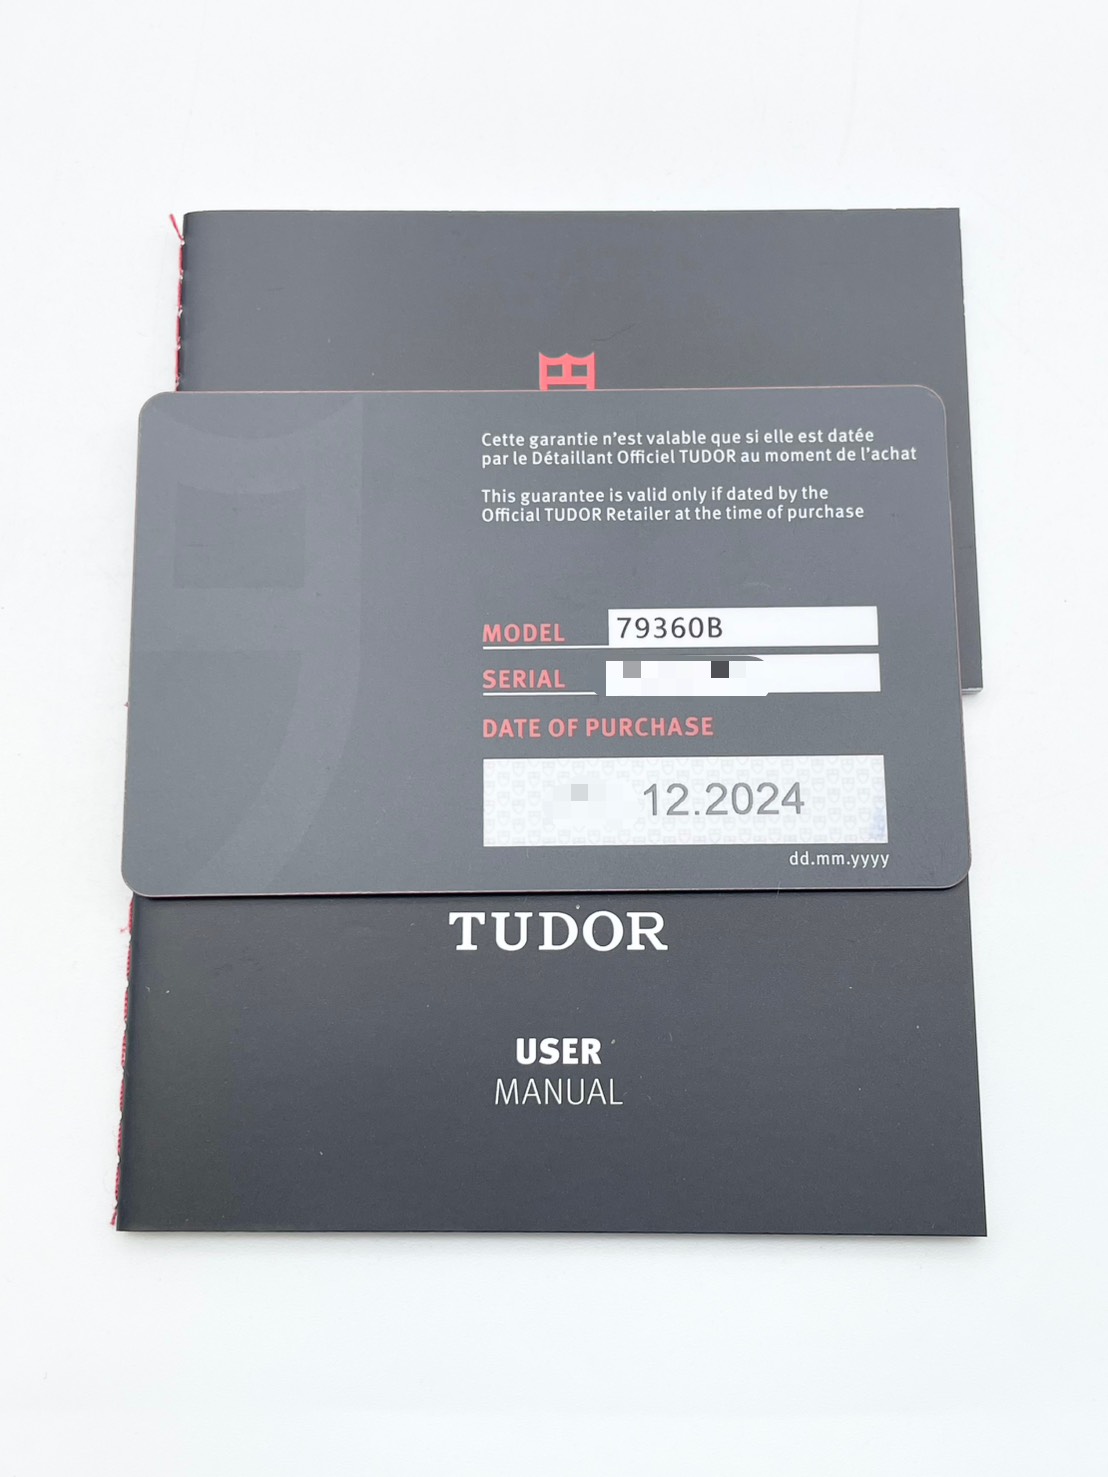 Cette garantie n'est valable que si elle est datée
par le Détaillant Officiel TUDOR au moment de l'achat
This guarantee is valid only if dated by the
Official TUDOR Retailer at the time of purchase
MODEL 79360B
SERIAL
DATE OF PURCHASE
12.2024
dd.mm.yyyy
TUDOR
USER
MANUAL